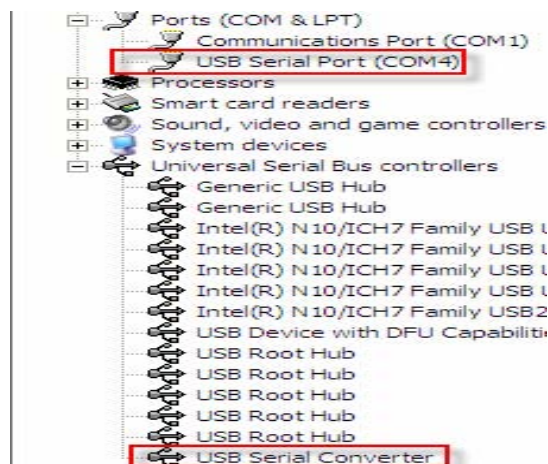 Ports (COM & LPT)
Communications Port (COM1)
USB Serial Port (COM4)
Processors
Smart card readers
Sound, video and game controllers
System devices
Universal Serial Bus controllers
Generic USB Hub
Generic USB Hub
Intel(R) N10/ICH7 Family USB U
Intel(R) N10/ICH7 Family USB U
Intel(R) N10/ICH7 Family USB U
Intel(R) N10/ICH7 Family USB U
Intel(R) N10/ICH7 Family USB2
USB Device with DFU Capabiliti
USB Root Hub
USB Root Hub
USB Root Hub
USB Root Hub
USB Root Hub
USB Serial Converter